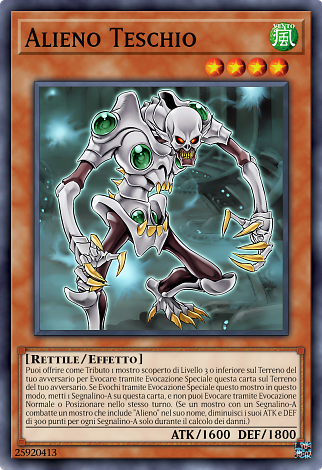 Alieno Teschio
VENTO
風
[Rettile/Effetto]
Puoi offrire come Tributo 1 mostro scoperto di Livello 3 o inferiore sul Terreno del
tuo avversario per Evocare tramite Evocazione Speciale questa carta sul Terreno
del tuo avversario. Se Evochi tramite Evocazione Speciale questo mostro in questo
modo, metti 1 Segnalino-A su questa carta, e non puoi Evocare tramite Evocazione
Normale o Posizionare nello stesso turno. (Se un mostro con un Segnalino-A
combatte un mostro che include "Alieno" nel suo nome, diminuisci i suoi ATK e DEF
di 300 punti per ogni Segnalino-A solo durante il calcolo dei danni.)
ATK/1600 DEF/1800
25920413